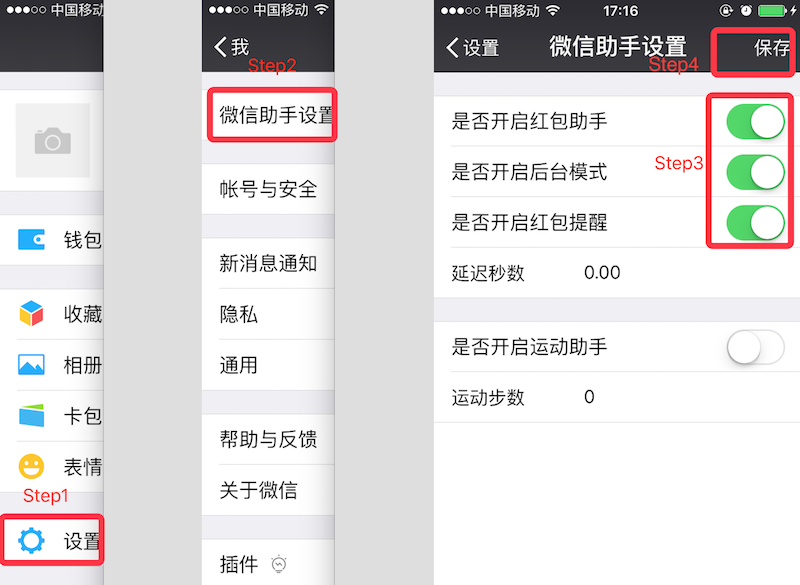 中国移动
钱包
收藏
相册
卡包
表情
Step1
设置
中国移动
我
Step2
微信助手设置
帐号与安全
新消息通知
隐私
通用
帮助与反馈
关于微信
插件
中国移动 17:16
设置 微信助手设置 保存
Step4
是否开启红包助手
是否开启后台模式
Step3
是否开启红包提醒
延迟秒数 0.00
是否开启运动助手
运动步数 0